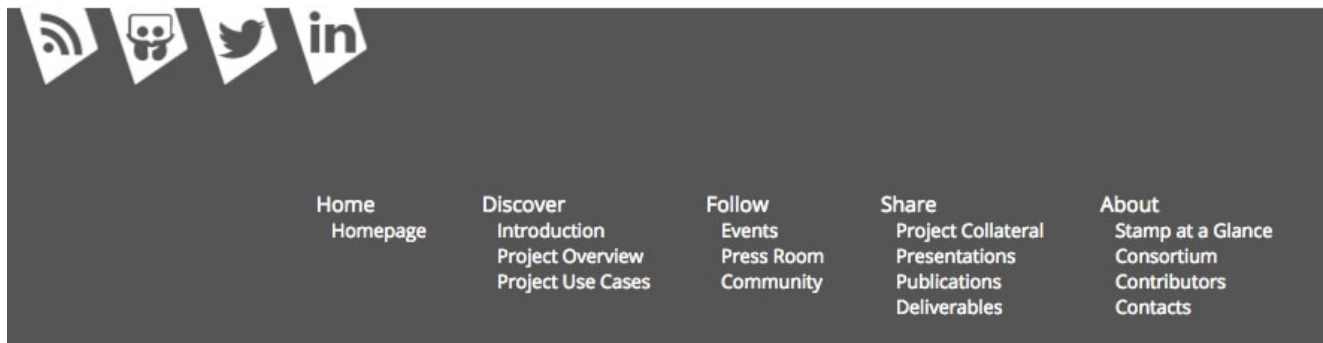 in
Home
Homepage
Discover
Introduction
Project Overview
Project Use Cases
Follow
Events
Press Room
Community
Share
Project Collateral
Presentations
Publications
Deliverables
About
Stamp at a Glance
Consortium
Contributors
Contacts